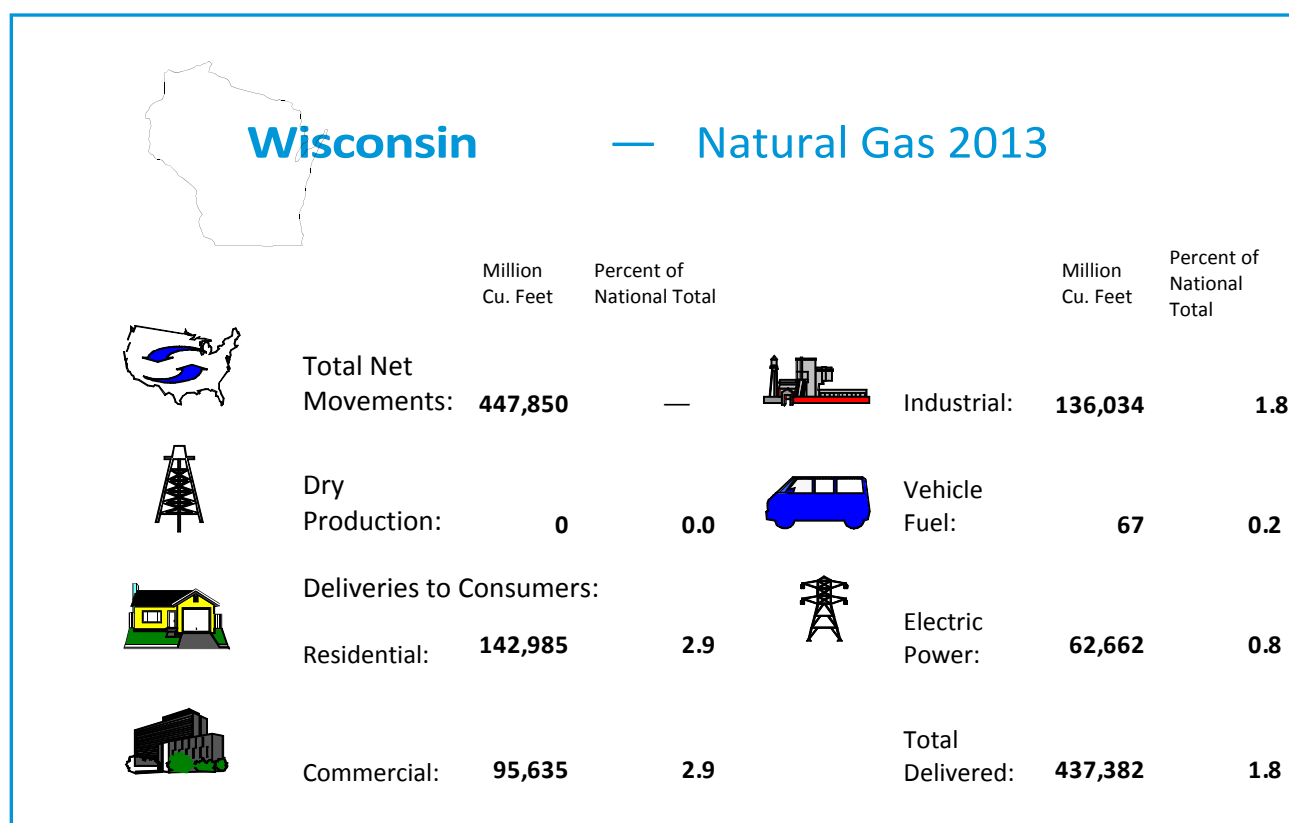 Wisconsin — Natural Gas 2013
Million
Cu. Feet
Percent of
National Total
Million
Cu. Feet
Percent of
National
Total
Total Net
Movements: 447,850 —
Industrial: 136,034 1.8
Dry
Production: 0 0.0
Vehicle
Fuel: 67 0.2
Deliveries to Consumers:
Residential: 142,985 2.9
Electric
Power: 62,662 0.8
Commercial: 95,635 2.9
Total
Delivered: 437,382 1.8